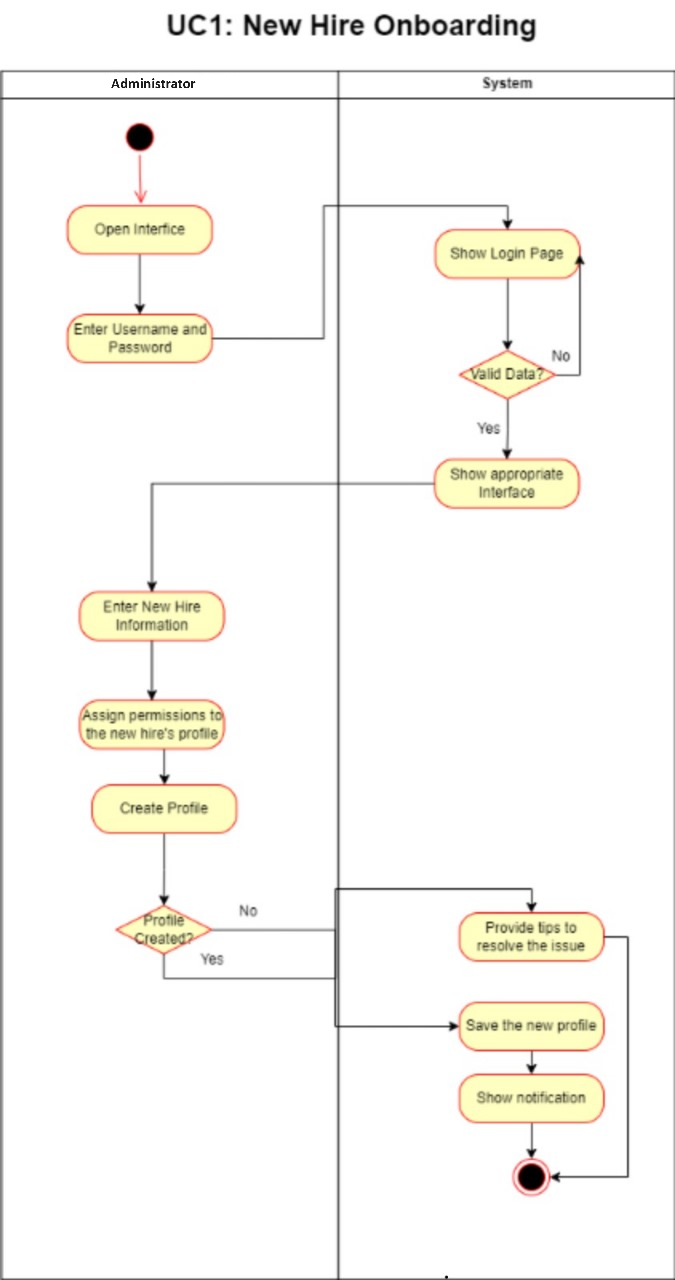 UC1: New Hire Onboarding
Administrator
System
Open Interfice
Show Login Page
Enter Username and
Password
No
Valid Data?
Yes
Show appropriate
Interface
Enter New Hire
Information
Assign permissions to
the new hire's profile
Create Profile
No
Profile
Created?
Yes
Provide tips to
resolve the issue
Save the new profile
Show notification